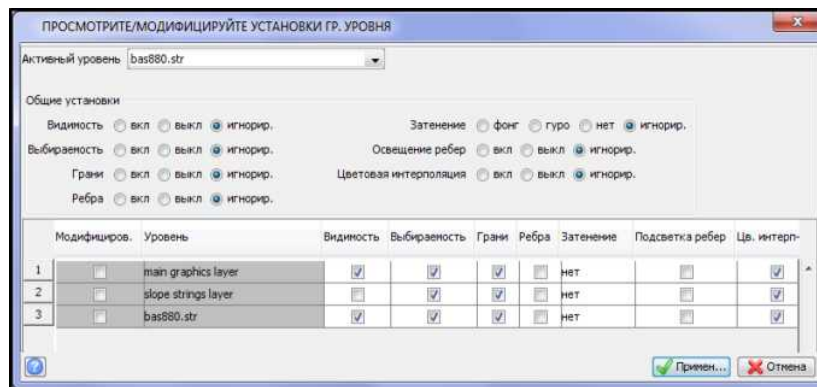 ПРОСМОТРИТЕ/МОДИФИЦИРУЙТЕ УСТАНОВКИ ГР. УРОВНЯ
Активный уровень bas880.str
Общие установки
Видимость вкл выкл игнорир. Затенение фонг гуро нет игнорир.
Выбираемость вкл выкл игнорир. Освещение ребер вкл выкл игнорир.
Грани вкл выкл игнорир. Цветовая интерполяция вкл выкл игнорир.
Ребра вкл выкл игнорир.
Модифициров. Уровень Видимость Выбираемость Грани Ребра Затенение Подсветка ребер Цв. интерп-
1 main graphics layer нет
2 slope strings layer нет
3 bas880.str нет
Примен... Отмена